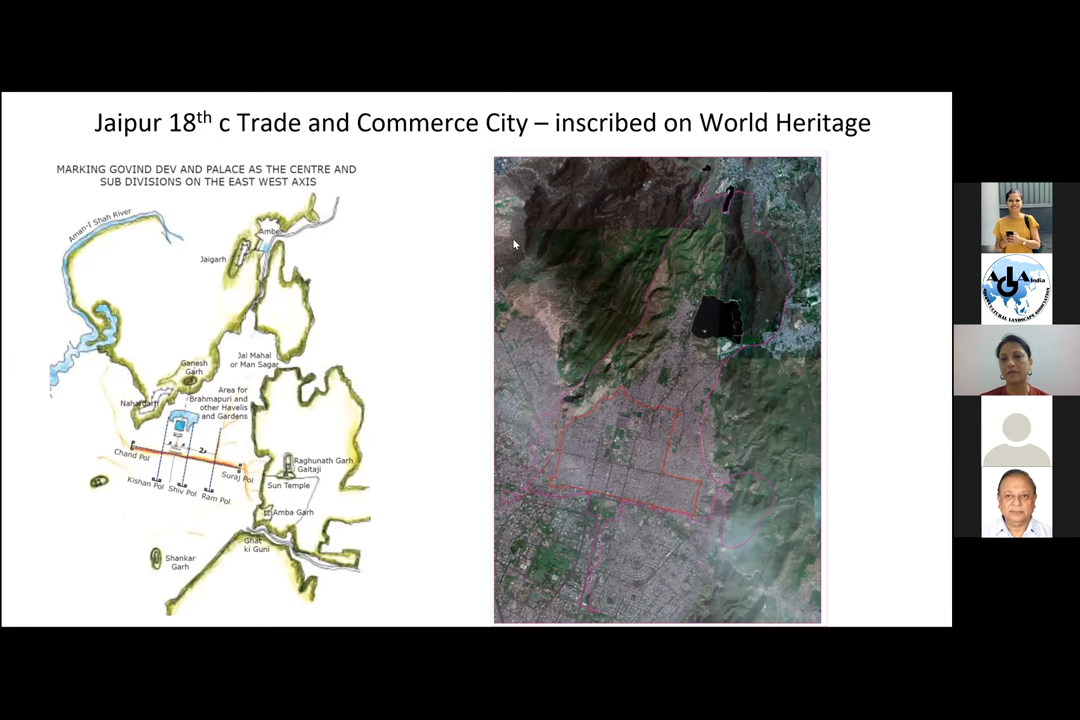 Jaipur 18th c Trade and Commerce City – inscribed on World Heritage
MARKING GOVIND DEV AND PALACE AS THE CENTRE AND
SUB DIVISIONS ON THE EAST WEST AXIS
Aman-I Shah River
Amber
Jaigarh
Ganesh
Garh
Jal Mahal
or Man Sagar
Area for
Brahmapuri and
other Havelis
and Gardens
Nahargarh
Chand Pol
Suraj Pol
Kishan Pol
Shiv Pol
Ram Pol
Raghunath Garh
Galtaji
Sun Temple
Amba Garh
Ghat
ki Guni
Shankar
Garh
India